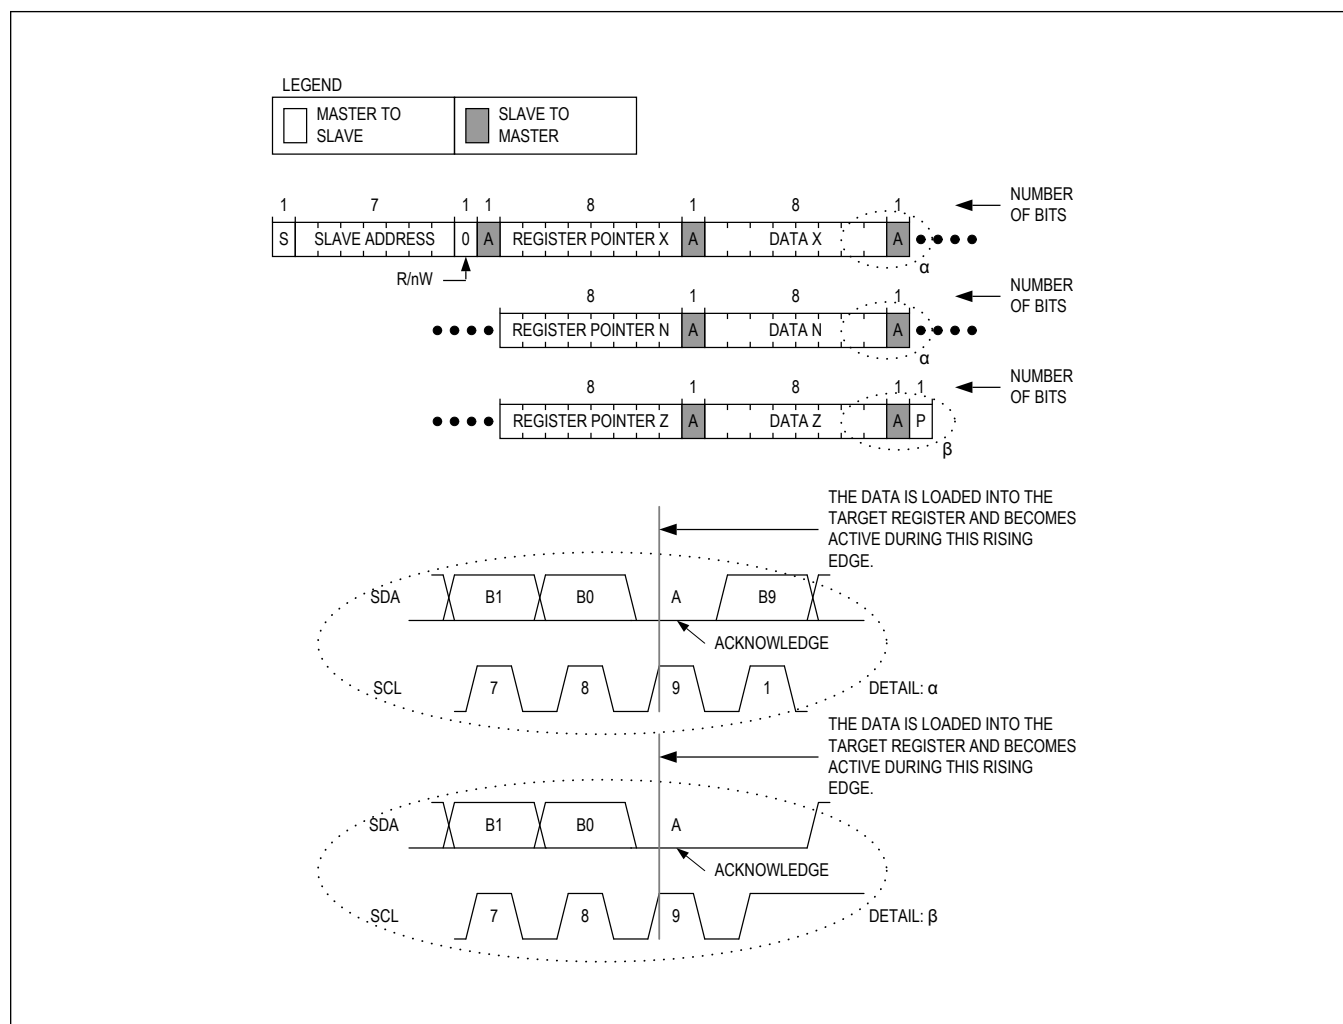 LEGEND
MASTER TO
SLAVE
SLAVE TO
MASTER
1 7 1 1 8 1 8 1
NUMBER
OF BITS
S SLAVE ADDRESS 0 A REGISTER POINTER X A DATA X A
α
R/nW
8 1 8 1
NUMBER
OF BITS
REGISTER POINTER N A DATA N A
α
8 1 8 1 1
NUMBER
OF BITS
REGISTER POINTER Z A DATA Z A P
β
THE DATA IS LOADED INTO THE
TARGET REGISTER AND BECOMES
ACTIVE DURING THIS RISING
EDGE.
SDA B1 B0 A B9
ACKNOWLEDGE
SCL 7 8 9 1 DETAIL: α
THE DATA IS LOADED INTO THE
TARGET REGISTER AND BECOMES
ACTIVE DURING THIS RISING
EDGE.
SDA B1 B0 A
ACKNOWLEDGE
SCL 7 8 9 DETAIL: β